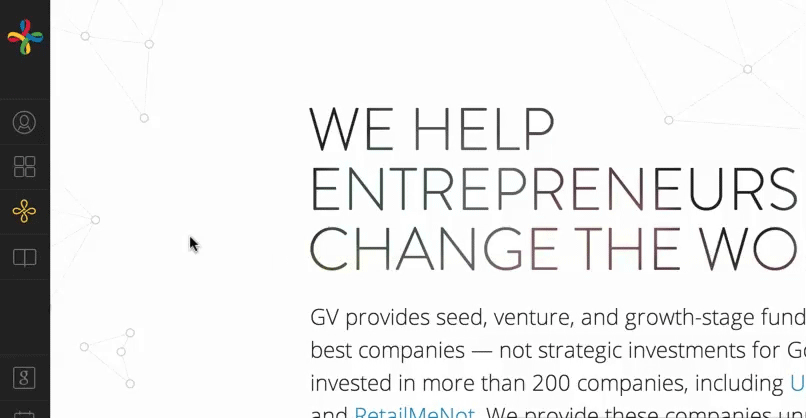 WE HELP
ENTREPRENEURS
CHANGE THE WO
GV provides seed, venture, and growth-stage fund
best companies — not strategic investments for Go
invested in more than 200 companies, including U
and RetailMeNot. We provide these companies un
g